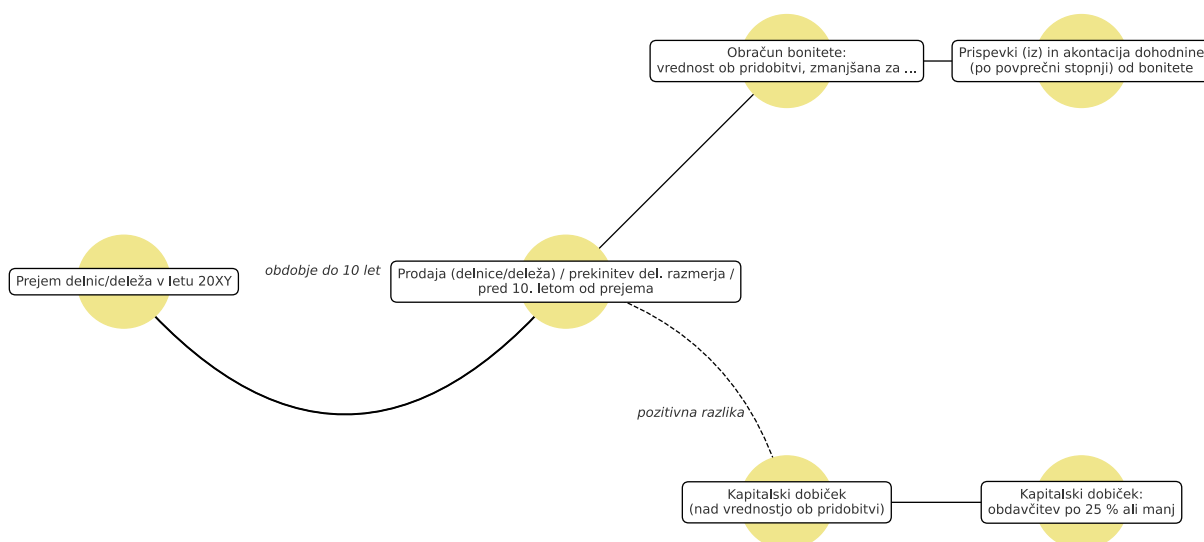 Obračun bonitete:
vrednost ob pridobitvi, zmanjšana za ...
Prispevki (iz) in akontacija dohodnine
(po povprečni stopnji) od bonitete
Prejem delnic/deleža v letu 20XY
obdobje do 10 let
Prodaja (delnice/deleža) / prekinitev del. razmerja /
pred 10. letom od prejema
pozitivna razlika
Kapitalski dobiček
(nad vrednostjo ob pridobitvi)
Kapitalski dobiček:
obdavčitev po 25 % ali manj